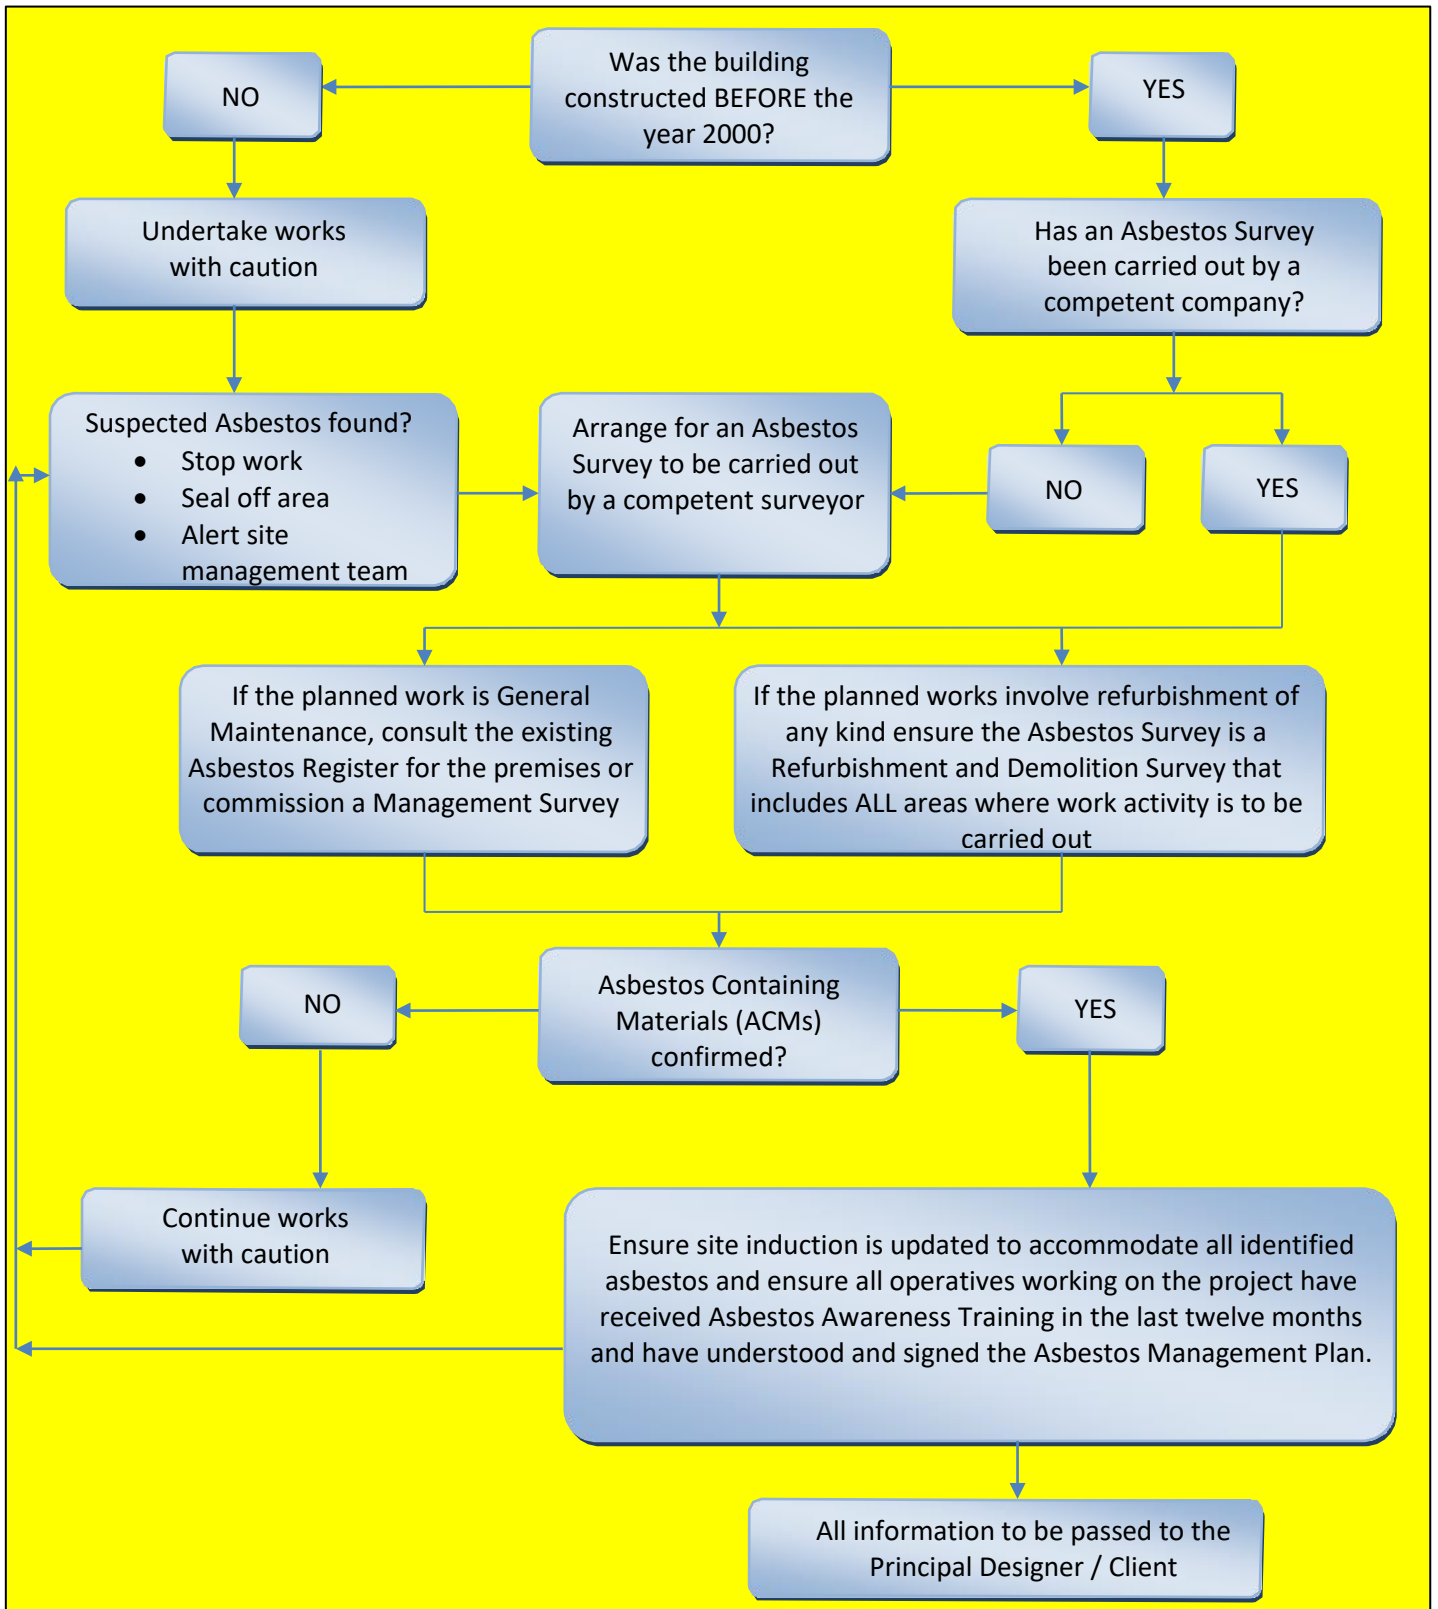 Was the building
constructed BEFORE the
year 2000?
NO
YES
Undertake works
with caution
Has an Asbestos Survey
been carried out by a
competent company?
Suspected Asbestos found?
• Stop work
• Seal off area
• Alert site
management team
Arrange for an Asbestos
Survey to be carried out
by a competent surveyor
NO
YES
If the planned work is General
Maintenance, consult the existing
Asbestos Register for the premises or
commission a Management Survey
If the planned works involve refurbishment of
any kind ensure the Asbestos Survey is a
Refurbishment and Demolition Survey that
includes ALL areas where work activity is to be
carried out
Asbestos Containing
Materials (ACMs)
confirmed?
NO
YES
Continue works
with caution
Ensure site induction is updated to accommodate all identified
asbestos and ensure all operatives working on the project have
received Asbestos Awareness Training in the last twelve months
and have understood and signed the Asbestos Management Plan.
All information to be passed to the
Principal Designer / Client